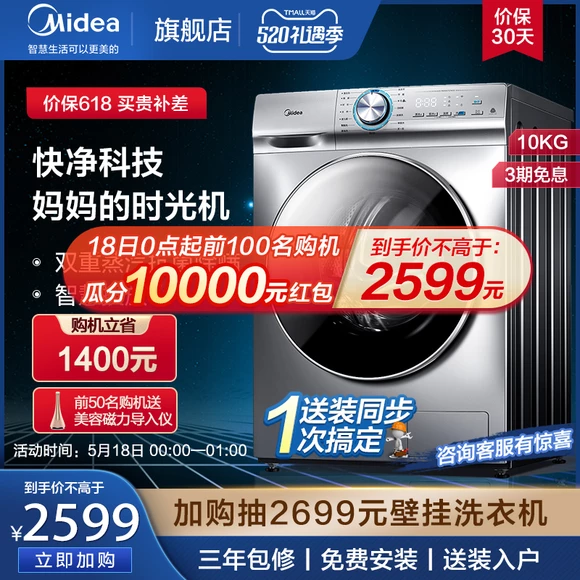 Midea
智慧生活可以更美的
旗舰店
TMALL天猫
520礼遇季
价保
30天
价保618 买贵补差
Midea
10KG
3期免息
快净科技
妈妈的时光机
双重蒸汽
18日0点起前100名购机
瓜分10000元红包
到手价不高于:
2599元
购机立省
1400元
前50名购机送
美容磁力导入仪
1送装同步
次搞定
活动时间:5月18日 00:00—01:00
咨询客服有惊喜
到手价不高于
¥2599
立即加购
加购抽2699元壁挂洗衣机
三年包修 / 免费安装 / 送装入户